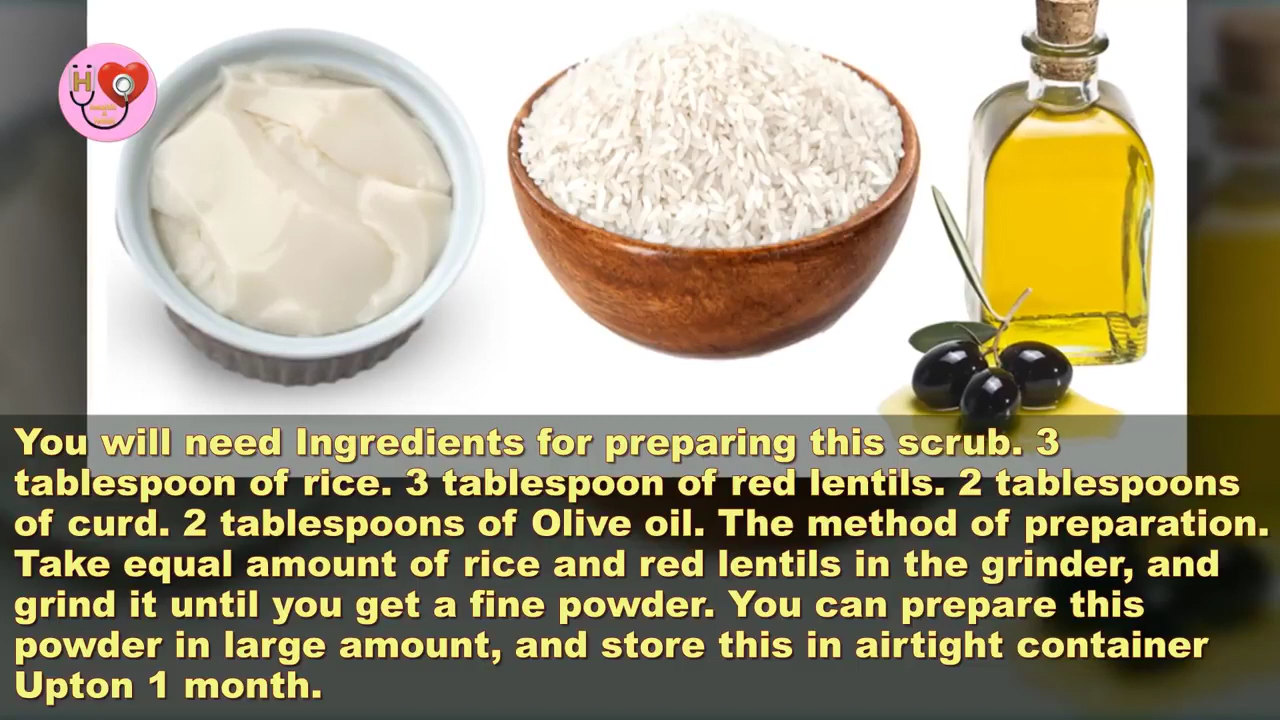 H
You will need Ingredients for preparing this scrub. 3
tablespoon of rice. 3 tablespoon of red lentils. 2 tablespoons
of curd. 2 tablespoons of Olive oil. The method of preparation.
Take equal amount of rice and red lentils in the grinder, and
grind it until you get a fine powder. You can prepare this
powder in large amount, and store this in airtight container
Upton 1 month.